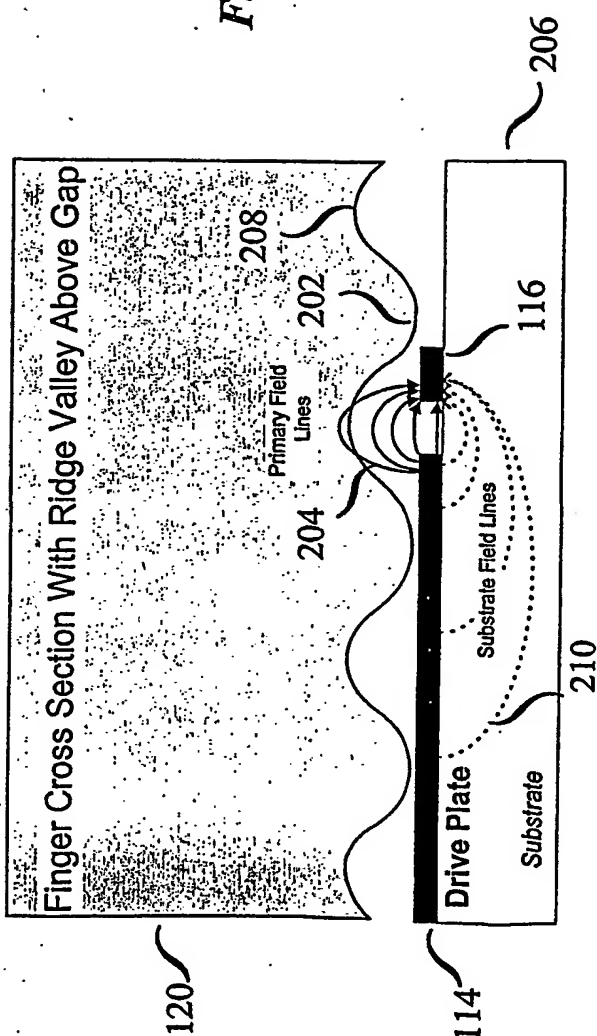 F
Finger Cross Section With Ridge Valley Above Gap
120
208
202
Primary Field
Lines
204
116
206
114
Drive Plate
Substrate Field Lines
Substrate
210